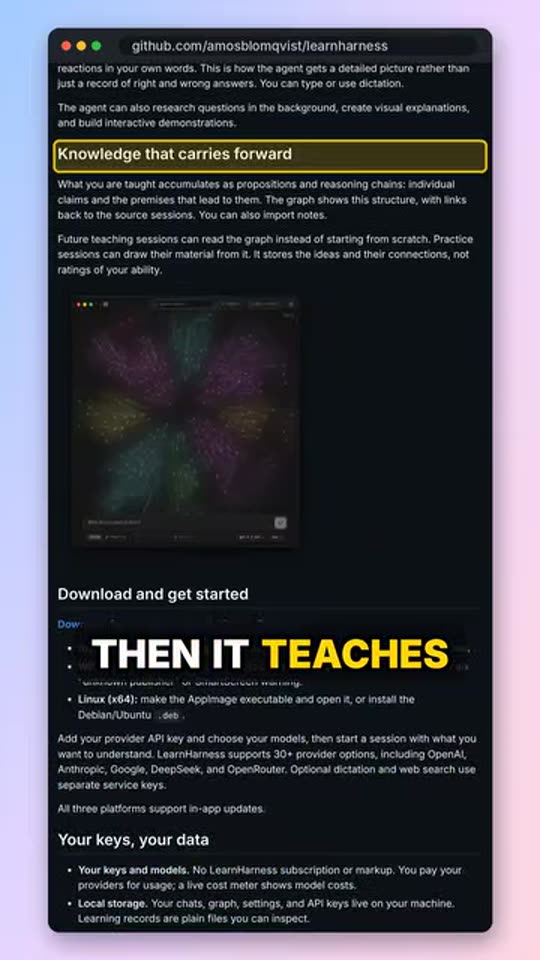 github.com/amosblomqvist/learnharness
reactions in your own words. This is how the agent gets a detailed picture rather than
just a record of right and wrong answers. You can type or use dictation.
The agent can also research questions in the background, create visual explanations,
and build interactive demonstrations.
Knowledge that carries forward
What you are taught accumulates as propositions and reasoning chains: individual
claims and the premises that lead to them. The graph shows this structure, with links
back to the source sessions. You can also import notes.
Future teaching sessions can read the graph instead of starting from scratch. Practice
sessions can draw their material from it. It stores the ideas and their connections, not
ratings of your ability.
Download and get started
THEN IT TEACHES
"unknown publisher" or SmartScreen warning.
• Linux (x64): make the AppImage executable and open it, or install the
Debian/Ubuntu .deb .
Add your provider API key and choose your models, then start a session with what you
want to understand. LearnHarness supports 30+ provider options, including OpenAI,
Anthropic, Google, DeepSeek, and OpenRouter. Optional dictation and web search use
separate service keys.
All three platforms support in-app updates.
Your keys, your data
• Your keys and models. No LearnHarness subscription or markup. You pay your
providers for usage; a live cost meter shows model costs.
• Local storage. Your chats, graph, settings, and API keys live on your machine.
Learning records are plain files you can inspect.